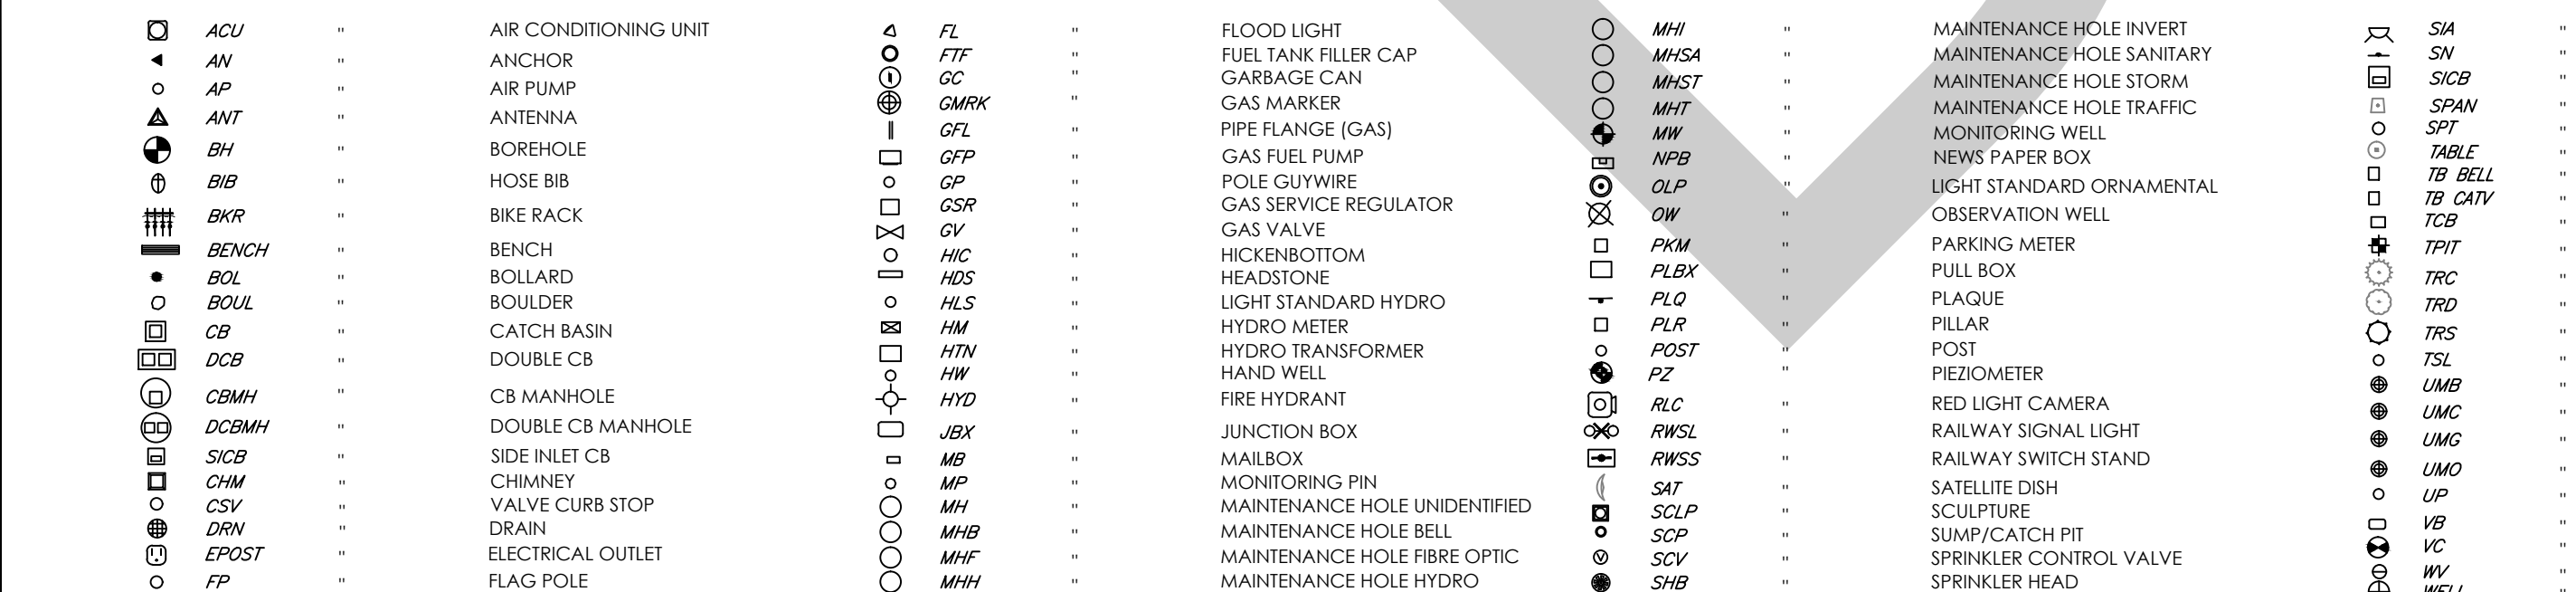 ACU " AIR CONDITIONING UNIT FL " FLOOD LIGHT MHI " MAINTENANCE HOLE INVERT SIA "
AN " ANCHOR FTF " FUEL TANK FILLER CAP MHSA " MAINTENANCE HOLE SANITARY SN "
AP " AIR PUMP GC " GARBAGE CAN MHST " MAINTENANCE HOLE STORM SICB "
ANT " ANTENNA GMRK " GAS MARKER MHT " MAINTENANCE HOLE TRAFFIC SPAN "
BH " BOREHOLE GFL " PIPE FLANGE (GAS) MW " MONITORING WELL SPT "
BIB " HOSE BIB GFP " GAS FUEL PUMP NPB " NEWS PAPER BOX TABLE "
BKR " BIKE RACK GP " POLE GUYWIRE OLP " LIGHT STANDARD ORNAMENTAL TB BELL "
BENCH " BENCH GSR " GAS SERVICE REGULATOR OW " OBSERVATION WELL TB CATV "
BOL " BOLLARD GV " GAS VALVE PKM " PARKING METER TCB "
BOUL " BOULDER HIC " HICKENBOTTOM PLBX " PULL BOX TPIT "
CB " CATCH BASIN HDS " HEADSTONE PLQ " PLAQUE TRC "
DCB " DOUBLE CB HLS " LIGHT STANDARD HYDRO PLR " PILLAR TRD "
CBMH " CB MANHOLE HM " HYDRO METER POST " POST TRS "
DCBMH " DOUBLE CB MANHOLE HTN " HYDRO TRANSFORMER PZ " PIEZIOMETER TSL "
SICB " SIDE INLET CB HW " HAND WELL RLC " RED LIGHT CAMERA UMB "
CHM " CHIMNEY HYD " FIRE HYDRANT RWSL " RAILWAY SIGNAL LIGHT UMC "
CSV " VALVE CURB STOP JBX " JUNCTION BOX RWSS " RAILWAY SWITCH STAND UMG "
DRN " DRAIN MB " MAILBOX SAT " SATELLITE DISH UMO "
EPOST " ELECTRICAL OUTLET MP " MONITORING PIN SCLP " SCULPTURE UP "
FP " FLAG POLE MH " MAINTENANCE HOLE UNIDENTIFIED SCP " SUMP/CATCH PIT VB "
MHB " MAINTENANCE HOLE BELL SCV " SPRINKLER CONTROL VALVE VC "
MHF " MAINTENANCE HOLE FIBRE OPTIC SHB " SPRINKLER HEAD WV "
MHH " MAINTENANCE HOLE HYDRO WELL